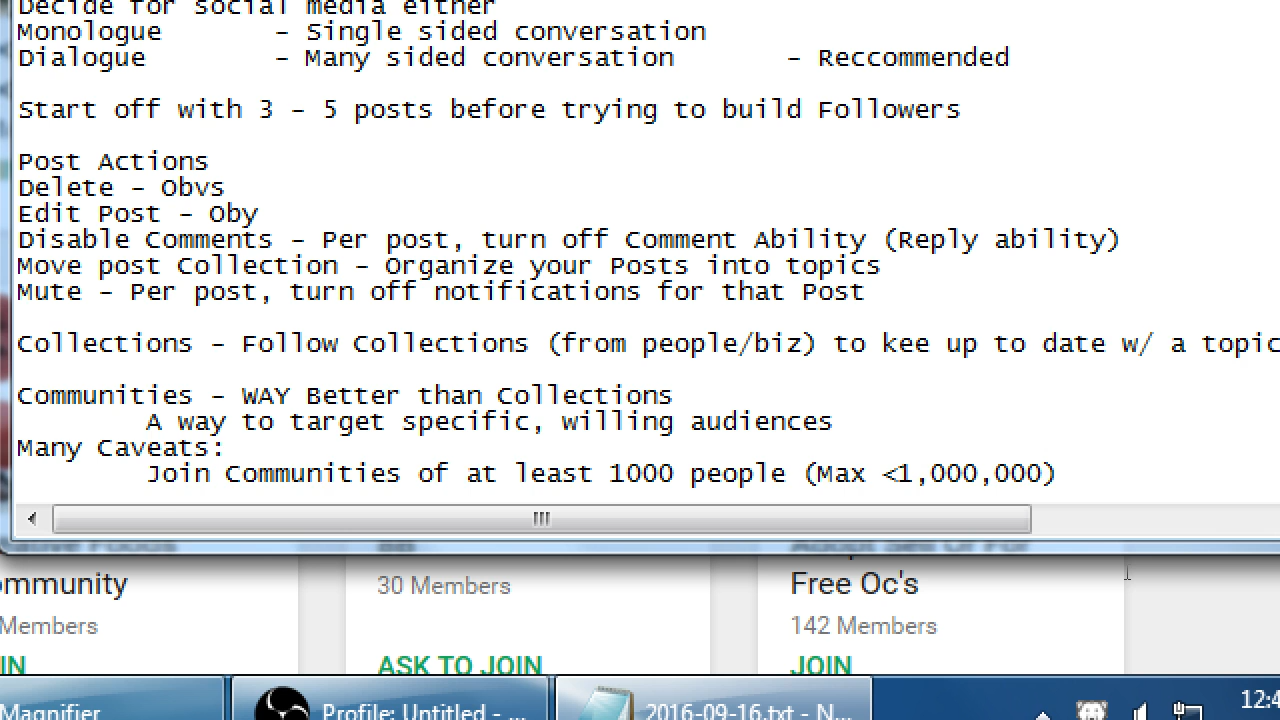 Decide for social media either
Monologue - Single sided conversation
Dialogue - Many sided conversation - Reccommended
Start off with 3 - 5 posts before trying to build Followers
Post Actions
Delete - Obvs
Edit Post - Oby
Disable Comments - Per post, turn off Comment Ability (Reply ability)
Move post Collection - Organize your Posts into topics
Mute - Per post, turn off notifications for that Post
Collections - Follow Collections (from people/biz) to kee up to date w/ a topic
Communities - WAY Better than Collections
A way to target specific, willing audiences
Many Caveats:
Join Communities of at least 1000 people (Max <1,000,000)
ommunity
30 Members
Free Oc's
Members
142 Members
IN
ASK TO JOIN
JOIN
Magnifier
Profile: Untitled - ...
2016-09-16.txt - N...
12:4